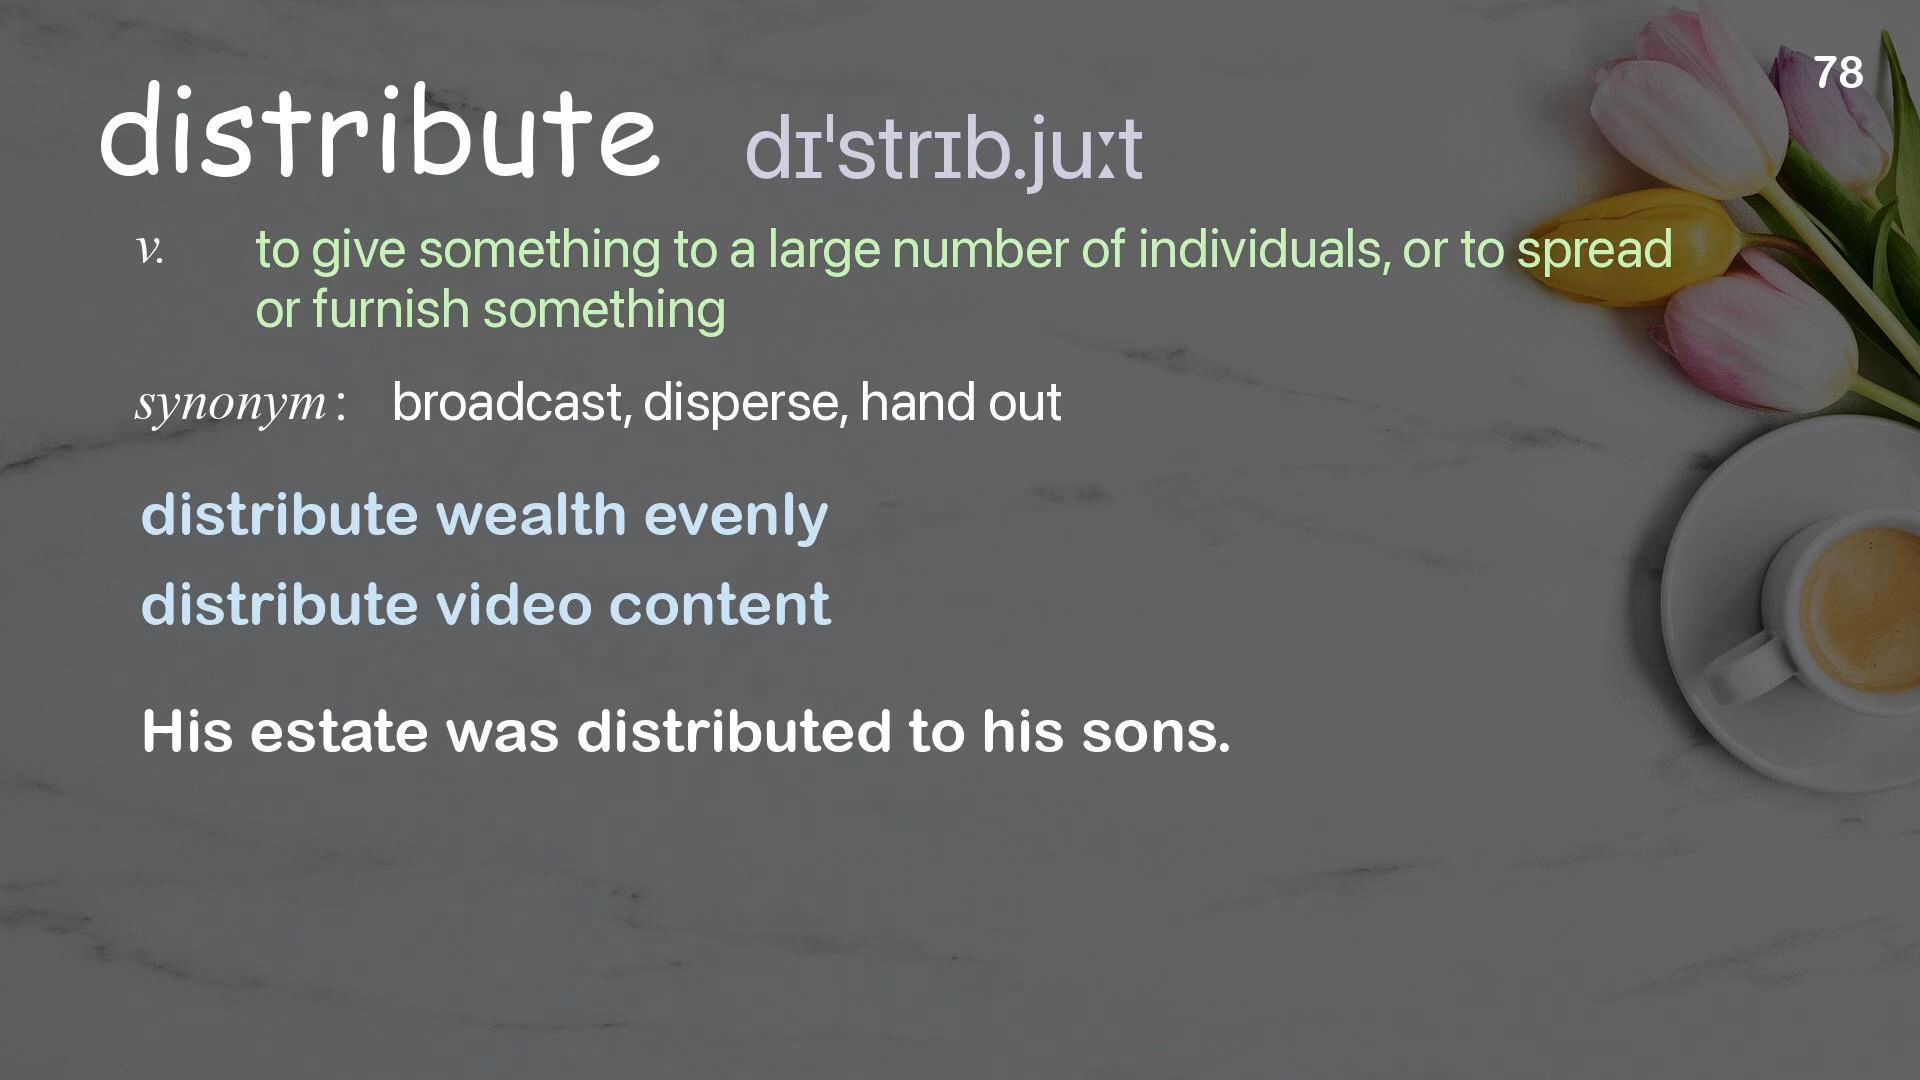 78
distribute dɪˈstrɪb.juːt
v. to give something to a large number of individuals, or to spread
or furnish something
synonym: broadcast, disperse, hand out
distribute wealth evenly
distribute video content
His estate was distributed to his sons.